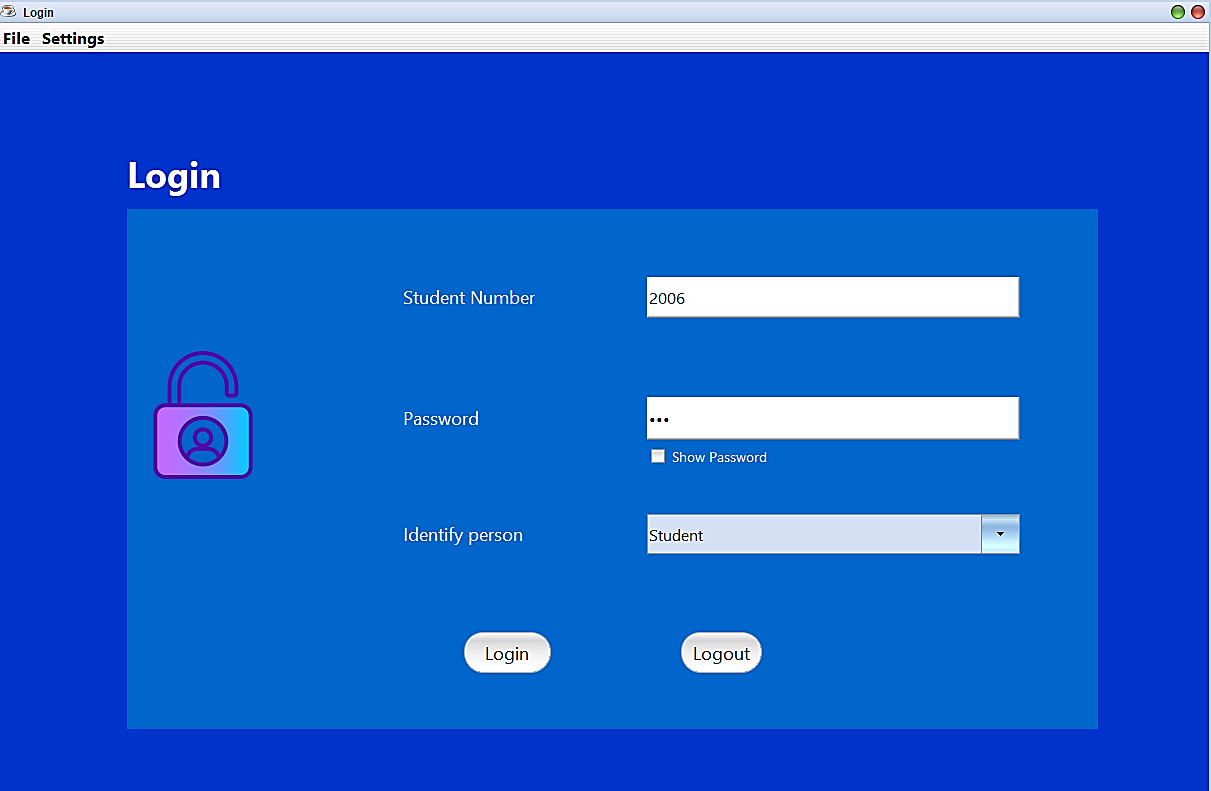 Login
File Settings
Login
Student Number 2006
Password •••
Show Password
Identify person Student
Login Logout